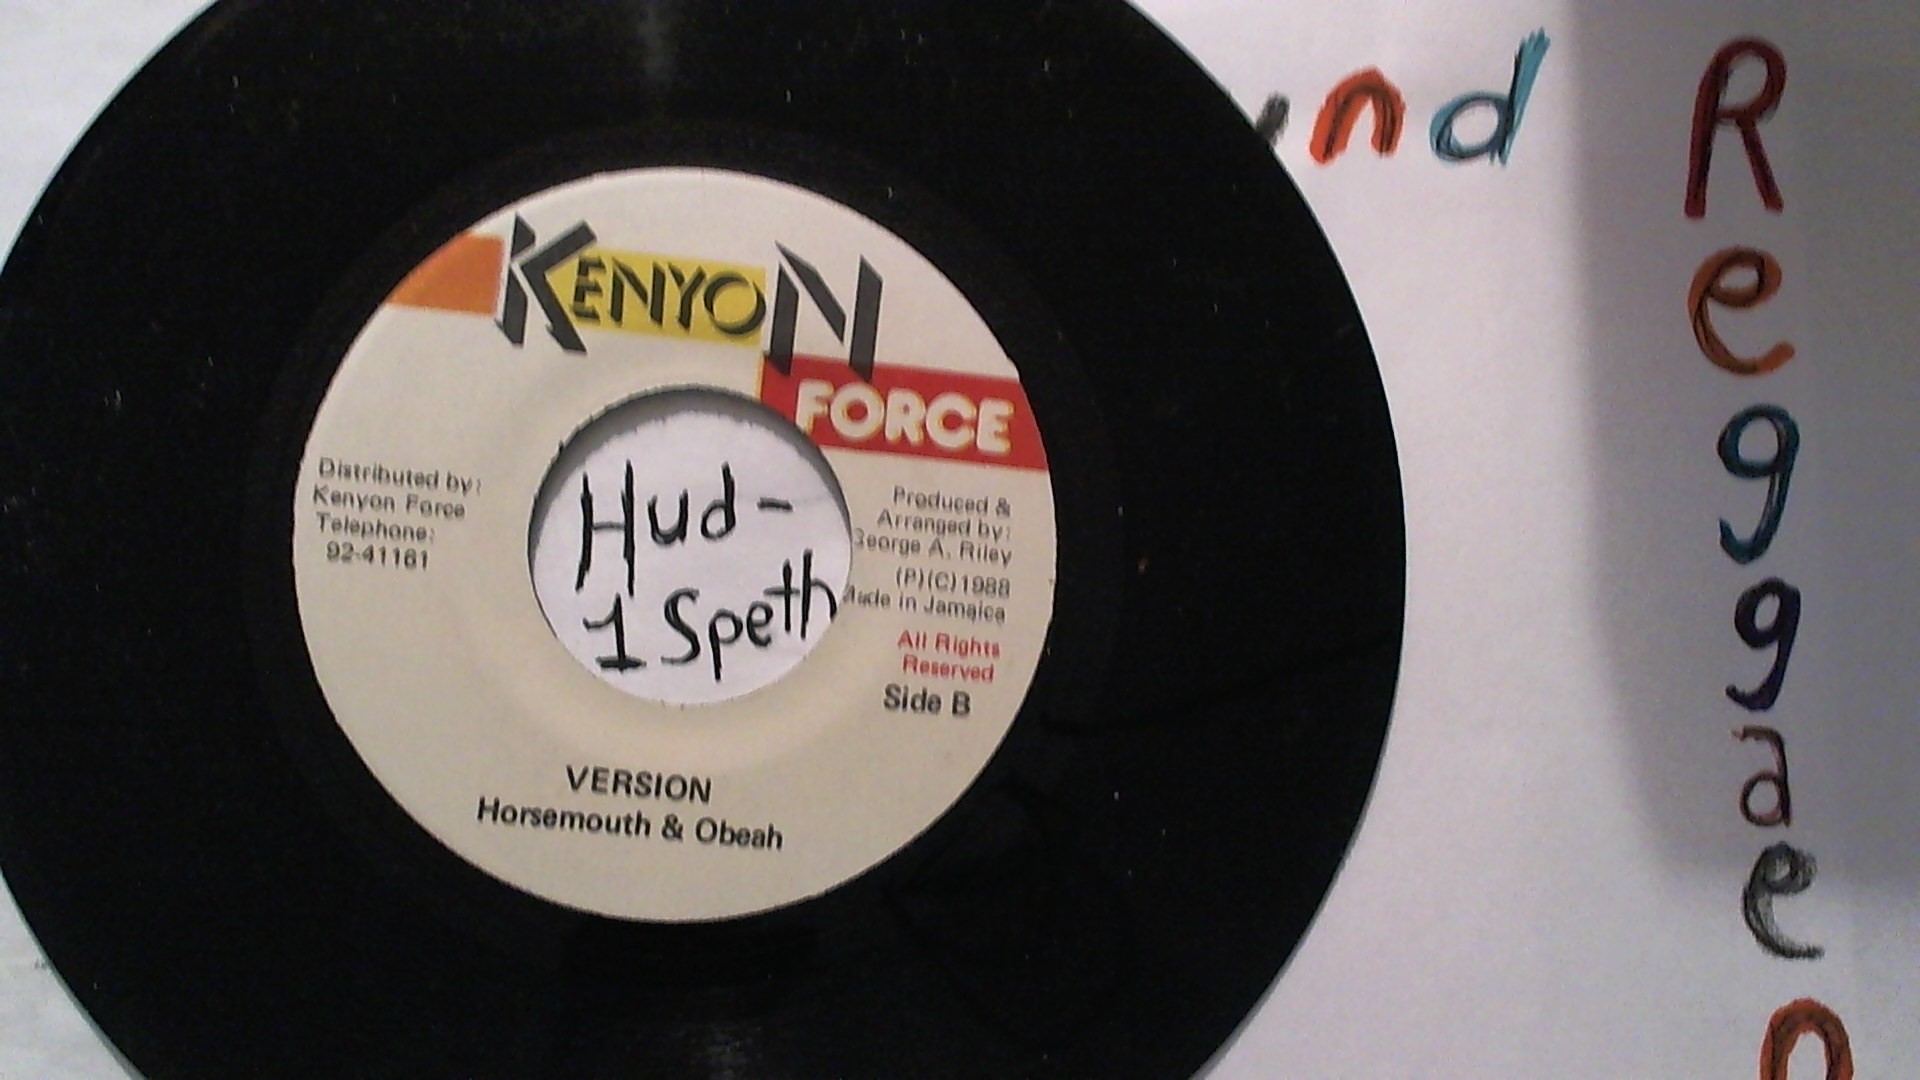 KENYON
FORCE
Distributed by:
Kenyon Force
Telephone:
92-41161
Hud-
1 Speth
Produced &
Arranged by:
George A. Riley
(P)(C)1988
Made in Jamaica
All Rights
Reserved
Side B
VERSION
Horsemouth & Obeah
nd
R
e
g
g
a
e
n